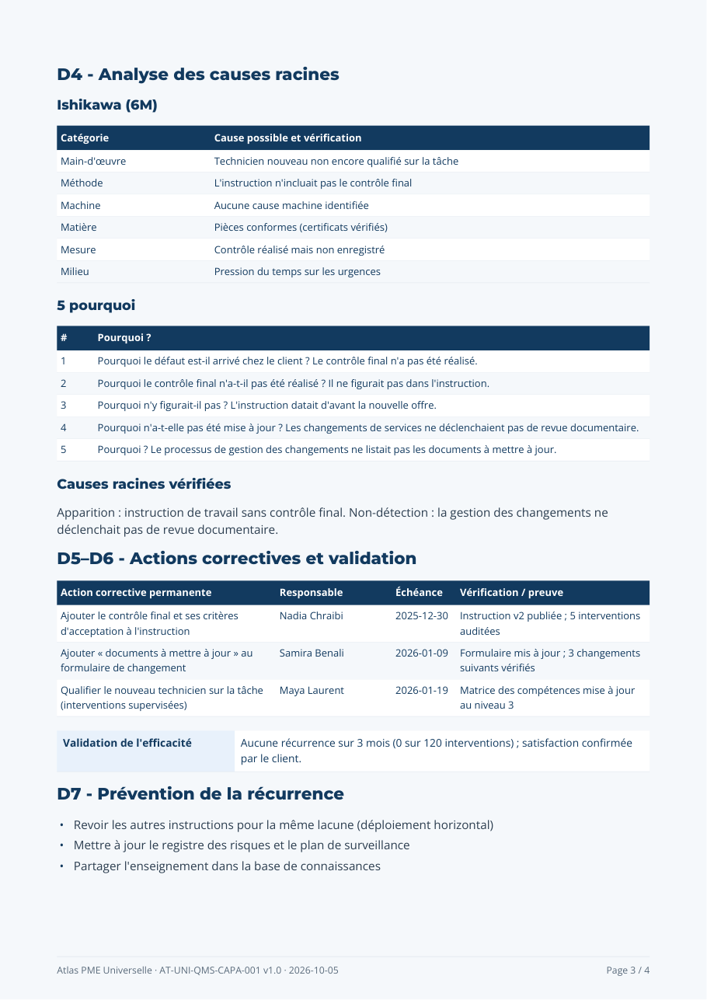 D4 - Analyse des causes racines
Ishikawa (6M)
Catégorie Cause possible et vérification
Main-d'œuvre Technicien nouveau non encore qualifié sur la tâche
Méthode L'instruction n'incluait pas le contrôle final
Machine Aucune cause machine identifiée
Matière Pièces conformes (certificats vérifiés)
Mesure Contrôle réalisé mais non enregistré
Milieu Pression du temps sur les urgences
5 pourquoi
# Pourquoi ?
1 Pourquoi le défaut est-il arrivé chez le client ? Le contrôle final n'a pas été réalisé.
2 Pourquoi le contrôle final n'a-t-il pas été réalisé ? Il ne figurait pas dans l'instruction.
3 Pourquoi n'y figurait-il pas ? L'instruction datait d'avant la nouvelle offre.
4 Pourquoi n'a-t-elle pas été mise à jour ? Les changements de services ne déclenchaient pas de revue documentaire.
5 Pourquoi ? Le processus de gestion des changements ne listait pas les documents à mettre à jour.
Causes racines vérifiées
Apparition : instruction de travail sans contrôle final. Non-détection : la gestion des changements ne
déclenchait pas de revue documentaire.
D5–D6 - Actions correctives et validation
Action corrective permanente Responsable Échéance Vérification / preuve
Ajouter le contrôle final et ses critères Nadia Chraibi 2025-12-30 Instruction v2 publiée ; 5 interventions
d'acceptation à l'instruction auditées
Ajouter « documents à mettre à jour » au Samira Benali 2026-01-09 Formulaire mis à jour ; 3 changements
formulaire de changement suivants vérifiés
Qualifier le nouveau technicien sur la tâche Maya Laurent 2026-01-19 Matrice des compétences mise à jour
(interventions supervisées) au niveau 3
Validation de l'efficacité Aucune récurrence sur 3 mois (0 sur 120 interventions) ; satisfaction confirmée
par le client.
D7 - Prévention de la récurrence
• Revoir les autres instructions pour la même lacune (déploiement horizontal)
• Mettre à jour le registre des risques et le plan de surveillance
• Partager l'enseignement dans la base de connaissances
Atlas PME Universelle · AT-UNI-QMS-CAPA-001 v1.0 · 2026-10-05 Page 3 / 4